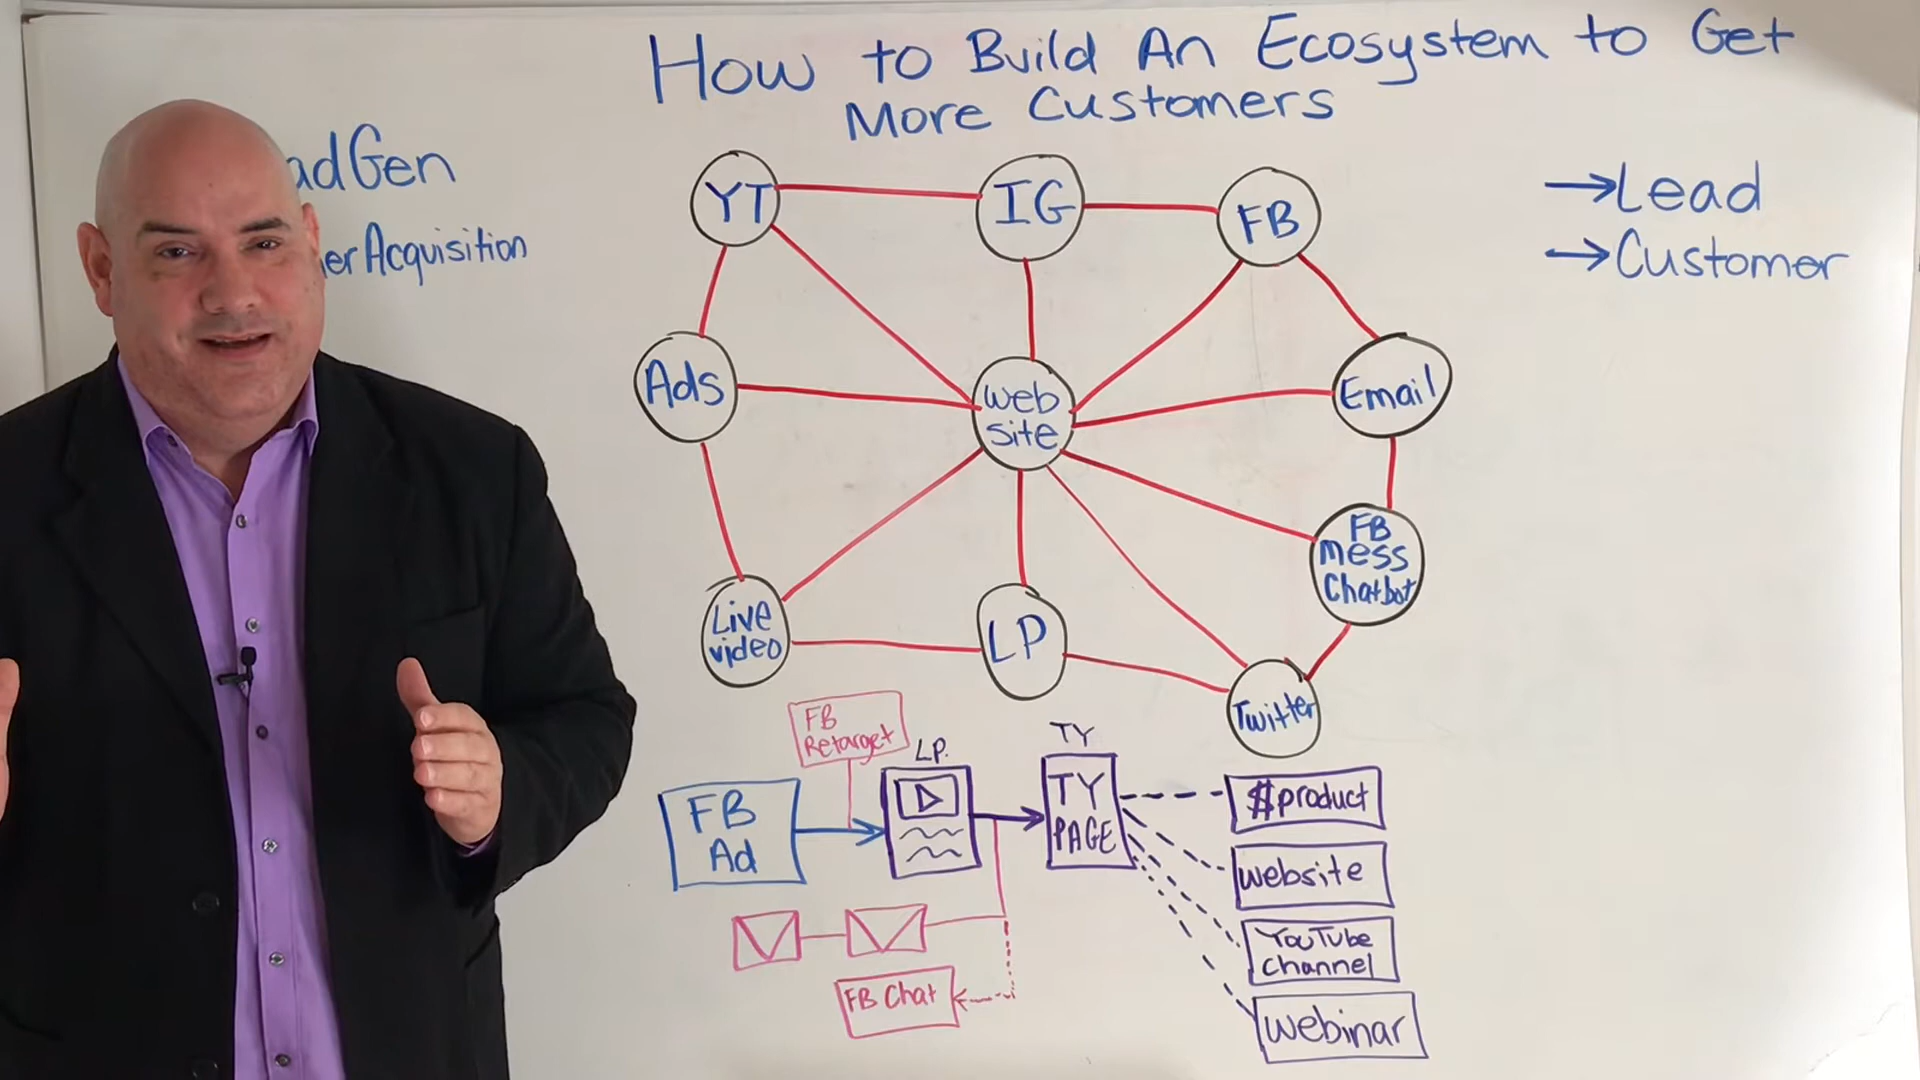 How to Build An Ecosystem to Get
More Customers
adGen
erAcquisition
→Lead
→Customer
YT
IG
FB
Ads
Web
Site
Email
FB
mess
Chatbot
Live
video
LP
Twitter
FB
Retarget
LP.
TY
FB
Ad
TY
PAGE
$product
website
YouTube
Channel
Webinar
FB Chat